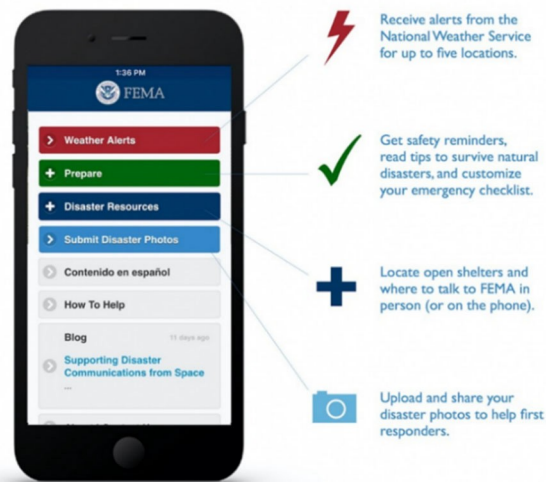 1:36 PM
FEMA
Weather Alerts
Prepare
Disaster Resources
Submit Disaster Photos
Contenido en español
How To Help
Blog 11 days ago
Supporting Disaster
Communications from Space
...
Receive alerts from the
National Weather Service
for up to five locations.
Get safety reminders,
read tips to survive natural
disasters, and customize
your emergency checklist.
Locate open shelters and
where to talk to FEMA in
person (or on the phone).
Upload and share your
disaster photos to help first
responders.